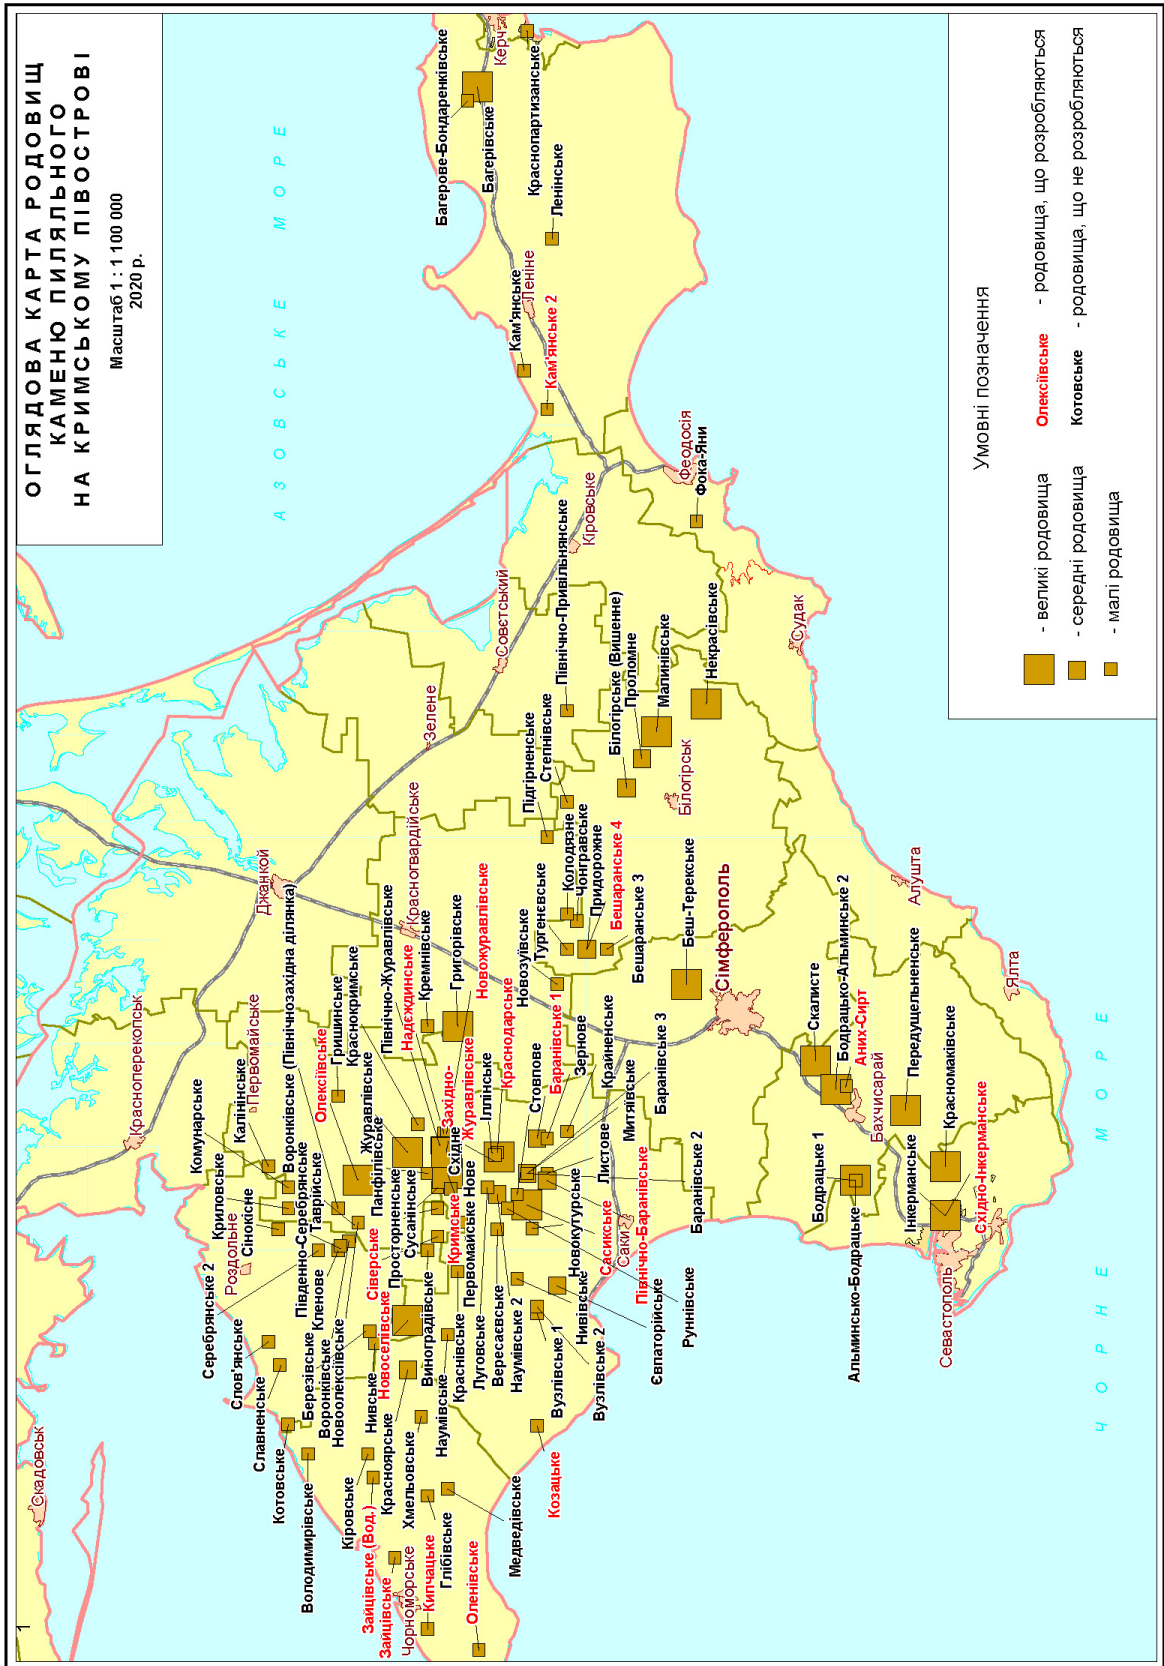 ОГЛЯДОВА КАРТА РОДОВИЩ
КАМЕНЮ ПИЛЯЛЬНОГО
НА КРИМСЬКОМУ ПІВОСТРОВІ
Масштаб 1 : 1 100 000
2020 р.
АЗОВСЬКЕ МОРЕ
ЧОРНЕ МОРЕ
Умовні позначення
- великі родовища
- середні родовища
- малі родовища
Олексіївське - родовища, що розробляються
Котовське - родовища, що не розробляються
1
Скадовськ
Красноперекопськ
Джанкой
Первомайське
Роздольне
Красногвардійське
Зелене
Совєтський
Кіровське
Леніне
Керч
Феодосія
Судак
Білогірськ
Сімферополь
Алушта
Ялта
Бахчисарай
Севастополь
Саки
Чорноморське
Багерове-Бондаренківське
Багерівське
Краснопартизанське
Ленінське
Кам'янське
Кам'янське 2
Фока-Яни
Північно-Привільнянське
Білогірське (Вишенне)
Проломне
Малинівське
Некрасівське
Підгірненське
Степнівське
Колодязне
Чонгравське
Придорожне
Бешаранське 4
Бешаранське 3
Тургенєвське
Новозуївське
Беш-Терекське
Скалисте
Бодрацько-Альминське 2
Аних-Сирт
Передущельненське
Красномаківське
Східно-Інкерманське
Інкерманське
Бодрацьке 1
Альминсько-Бодрацьке
Комунарське
Калінінське
Воронківське (Північнозахідна ділянка)
Олексіївське
Гришинське
Краснокримське
Північно-Журавлівське
Надєждинське
Кремнівське
Григорівське
Новожуравлівське
Криловське
Сінокісне
Південно-Серебрянське
Таврійське
Журавлівське
Панфілівське
Західно-
Журавлівське
Іллінське
Краснодарське
Стовпове
Баранівське 1
Зернове
Крайненське
Митяївське
Баранівське 3
Баранівське 2
Серебрянське 2
Слов'янське
Славненське
Котовське
Володимирівське
Кленове
Березівське
Воронківське
Новоолексіївське
Сіверське
Просторненське
Сусанінське
Східне
Кримське
Первомайське Нове
Нивське
Новоселівське
Виноградівське
Краснівське
Луговське
Вересаєвське
Наумівське 2
Наумівське
Листове
Новокугурське
Сасикське
Північно-Баранівське
Нивівське
Руннівське
Євпаторійське
Вузлівське 1
Вузлівське 2
Кіровське
Красноярське
Хмельовське
Зайцівське (Вод.)
Зайцівське
Кипчацьке
Глібівське
Медведівське
Козацьке
Оленівське